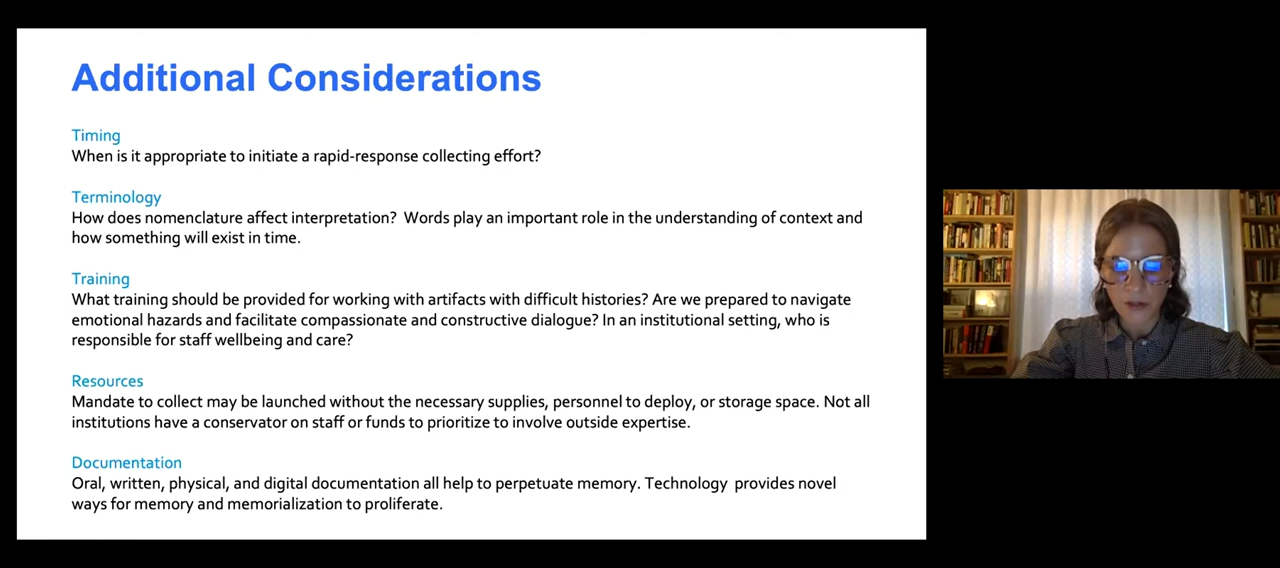 Additional Considerations
Timing
When is it appropriate to initiate a rapid-response collecting effort?
Terminology
How does nomenclature affect interpretation?  Words play an important role in the understanding of context and
how something will exist in time.
Training
What training should be provided for working with artifacts with difficult histories? Are we prepared to navigate
emotional hazards and facilitate compassionate and constructive dialogue? In an institutional setting, who is
responsible for staff wellbeing and care?
Resources
Mandate to collect may be launched without the necessary supplies, personnel to deploy, or storage space. Not all
institutions have a conservator on staff or funds to prioritize to involve outside expertise.
Documentation
Oral, written, physical, and digital documentation all help to perpetuate memory. Technology  provides novel
ways for memory and memorialization to proliferate.